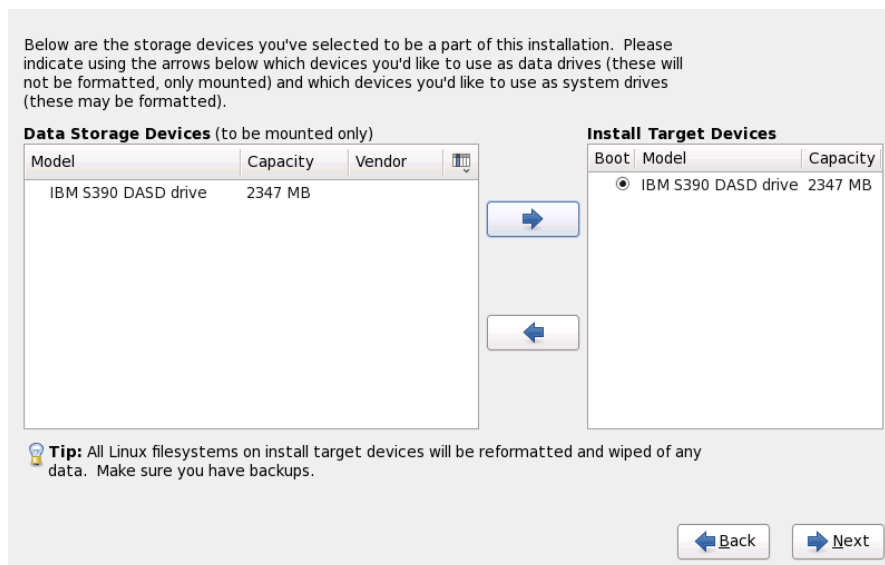 Below are the storage devices you've selected to be a part of this installation.  Please
indicate using the arrows below which devices you'd like to use as data drives (these will
not be formatted, only mounted) and which devices you'd like to use as system drives
(these may be formatted).
Data Storage Devices (to be mounted only)
Model Capacity Vendor
IBM S390 DASD drive 2347 MB
Install Target Devices
Boot Model Capacity
IBM S390 DASD drive 2347 MB
Tip: All Linux filesystems on install target devices will be reformatted and wiped of any
data.  Make sure you have backups.
Back Next